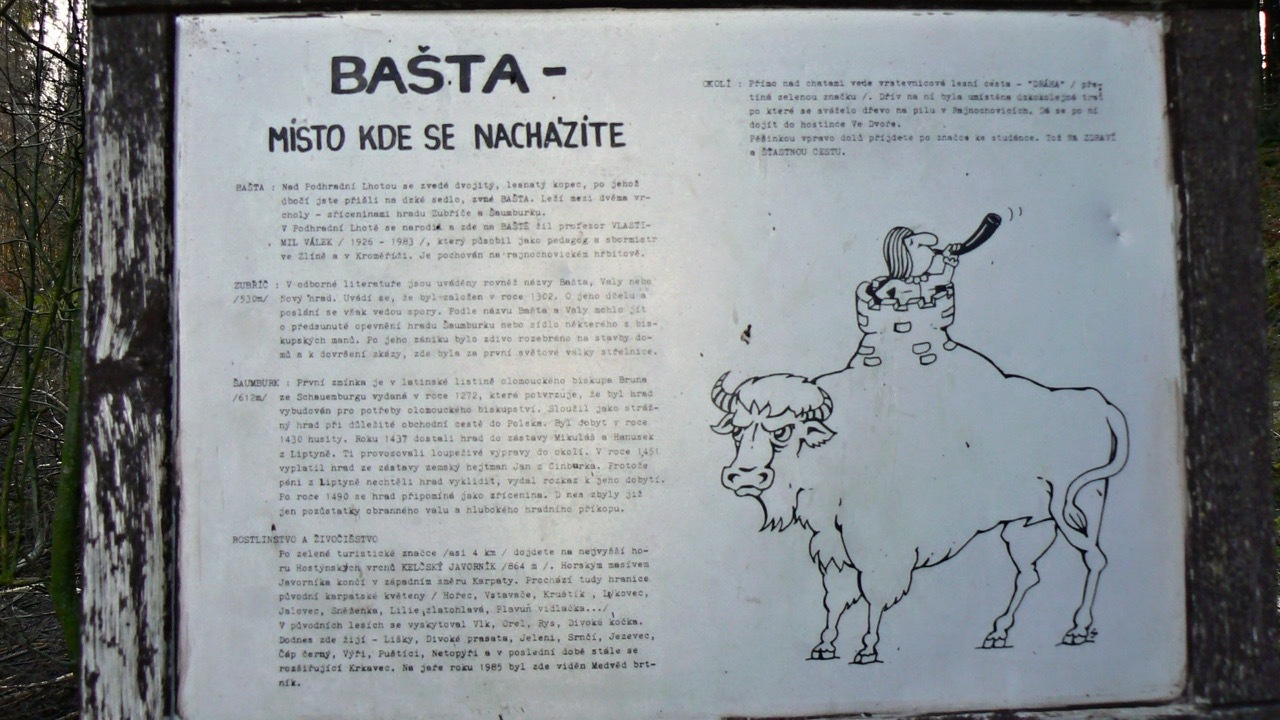 BAŠTA -
MÍSTO KDE SE NACHÁZÍTE
BAŠTA : Nad Podhradní Lhotou se zvedá dvojitý, lesnatý kopec, po jehož
úbočí jste přišli na úzké sedlo, zvané BAŠTA. Leží mezi dvěma vr-
choly - zříceninami hradu Zubříče a Šaumburku.
V Podhradní Lhotě se narodil a zde na BAŠTĚ žil profesor VLASTI-
MIL VÁLEK / 1926 - 1983 /, který působil jako pedagog a sbormistr
ve Zlíně a v Kroměříži. Je pochován na rajnochovickém hřbitově.
ZUBŘÍČ : V odborné literatuře jsou uváděny rovněž názvy Bašta, Valy nebo
/530m/ Nový hrad. Uvádí se, že byl založen v roce 1302. O jeho účelu a
poslání se však vedou spory. Podle názvu Bašta a Valy mohlo jít
o předsunuté opevnění hradu Šaumburku nebo sídlo některého z bis-
kupských manů. Po jeho zániku bylo zdivo rozebráno na stavby do-
mů a k dovršení zkázy, zde byla za první světové války střelnice.
ŠAUMBURK : První zmínka je v latinské listině olomouckého biskupa Bruna
/612m/ ze Schauemburgu vydaná v roce 1272, která potvrzuje, že byl hrad
vybudován pro potřeby olomouckého biskupství. Sloužil jako stráž-
ný hrad při důležité obchodní cestě do Polska. Byl dobyt v roce
1430 husity. Roku 1437 dostali hrad do zástavy Mikuláš a Hanusek
z Liptyně. Ti provozovali loupeživé výpravy do okolí. V roce 1451
vyplatil hrad ze zástavy zemský hejtman Jan z Cinburka. Protože
páni z Liptyně nechtěli hrad vyklidit, vydal rozkaz k jeho dobytí.
Po roce 1490 se hrad připomíná jako zřícenina. D nes zbyly již
jen pozůstatky obranného valu a hlubokého hradního příkopu.
ROSTLINSTVO A ŽIVOČIŠSTVO
Po zelené turistické značce /asi 4 km / dojdete na nejvyšší ho-
ru Hostýnských vrchů KELČSKÝ JAVORNÍK /864 m /. Horským masívem
Javorníka končí v západním směru Karpaty. Prochází tudy hranice
původní karpatské květeny / Hořec, Vstavače, Kruštík , Lýkovec,
Jalovec, Sněženka, Lilie zlatohlavá, Plavuň vidlačka.../
V původních lesích se vyskytoval Vlk, Orel, Rys, Divoká kočka.
Dodnes zde žijí - Lišky, Divoká prasata, Jeleni, Srnčí, Jezevec,
Čáp černý, Výři, Puštíci, Netopýři a v poslední době stále se
rozšiřující Krkavec. Na jaře roku 1985 byl zde viděn Medvěd brt-
ník.
OKOLÍ : Přímo nad chatami vede vrstevnicová lesní cesta - "DRÁHA" / pře-
tíná zelenou značku /. Dřív na ní byla umístěna úzkokolejná trať
po které se sváželo dřevo na pilu v Rajnochovicích. Dá se po ní
dojít do hostince Ve Dvoře.
Pěšinkou vpravo dolů přijdete po značce ke studánce. Tož NA ZDRAVÍ
a ŠŤASTNOU CESTU.